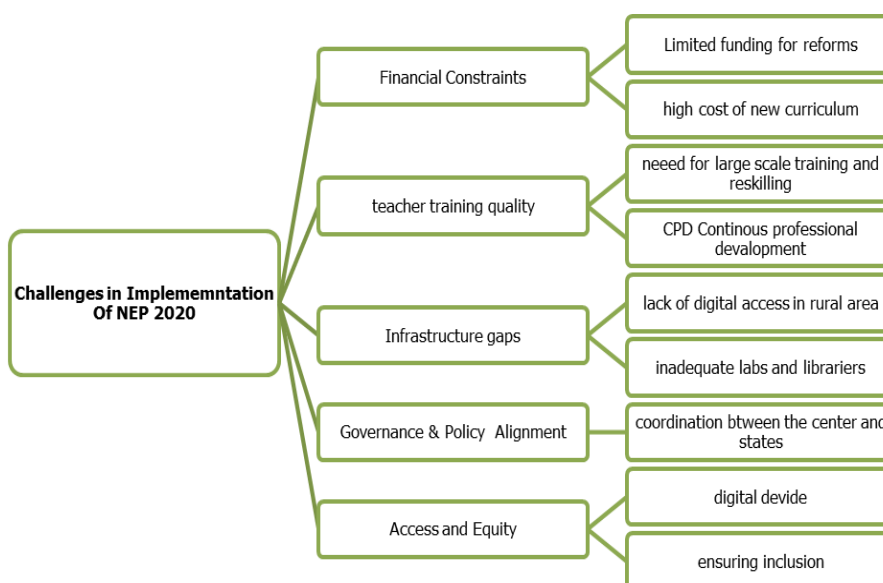 Challenges in Implememntation
Of NEP 2020
Financial Constraints
Limited funding for reforms
high cost of new curriculum
teacher training quality
neeed for large scale training and
reskilling
CPD Continous professional
devalopment
Infrastructure gaps
lack of digital access in rural area
inadequate labs and librariers
Governance & Policy Alignment
coordination btween the center and
states
Access and Equity
digital devide
ensuring inclusion